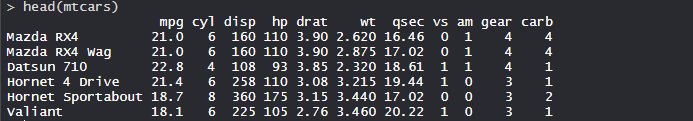 > head(mtcars)
mpg cyl disp hp drat wt qsec vs am gear carb
Mazda RX4 21.0 6 160 110 3.90 2.620 16.46 0 1 4 4
Mazda RX4 Wag 21.0 6 160 110 3.90 2.875 17.02 0 1 4 4
Datsun 710 22.8 4 108 93 3.85 2.320 18.61 1 1 4 1
Hornet 4 Drive 21.4 6 258 110 3.08 3.215 19.44 1 0 3 1
Hornet Sportabout 18.7 8 360 175 3.15 3.440 17.02 0 0 3 2
Valiant 18.1 6 225 105 2.76 3.460 20.22 1 0 3 1